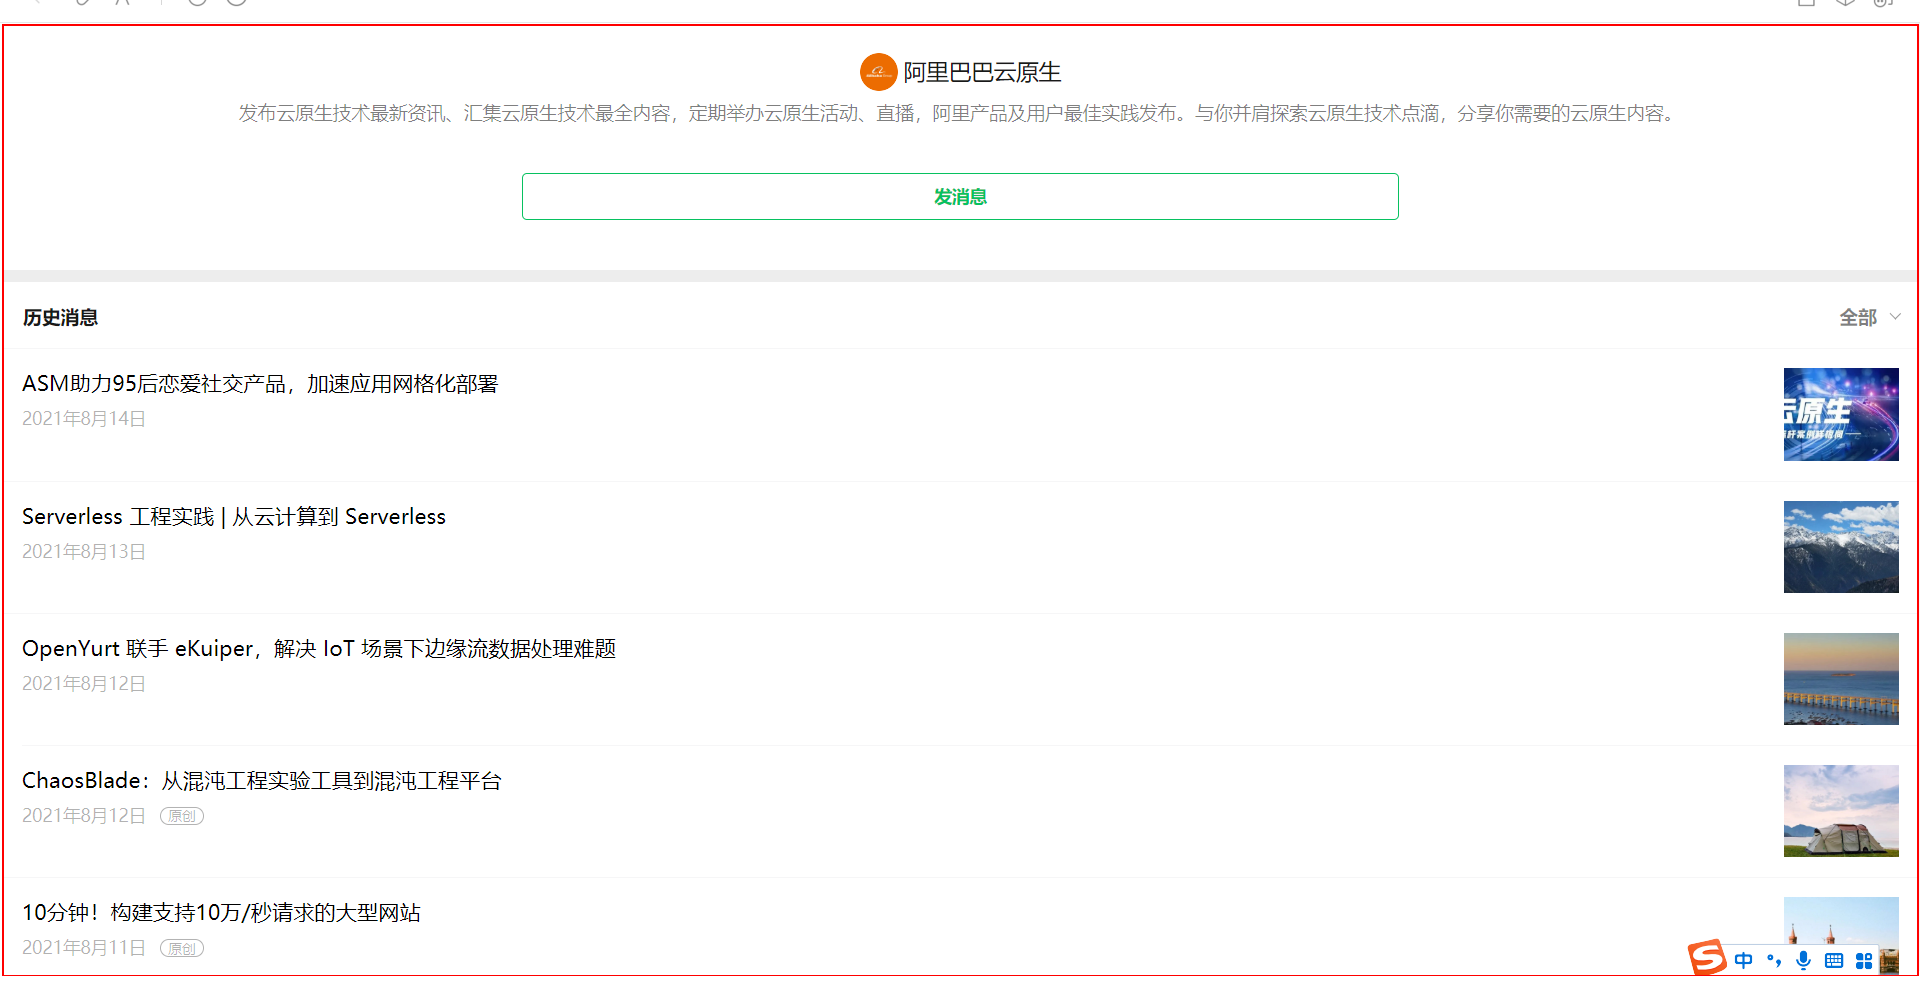 阿里巴巴云原生
发布云原生技术最新资讯、汇集云原生技术最全内容，定期举办云原生活动、直播，阿里产品及用户最佳实践发布。与你并肩探索云原生技术点滴，分享你需要的云原生内容。
发消息
历史消息
全部
ASM助力95后恋爱社交产品，加速应用网格化部署
2021年8月14日
云原生
Serverless 工程实践 | 从云计算到 Serverless
2021年8月13日
OpenYurt 联手 eKuiper，解决 IoT 场景下边缘流数据处理难题
2021年8月12日
ChaosBlade：从混沌工程实验工具到混沌工程平台
2021年8月12日 原创
10分钟！构建支持10万/秒请求的大型网站
2021年8月11日 原创
中